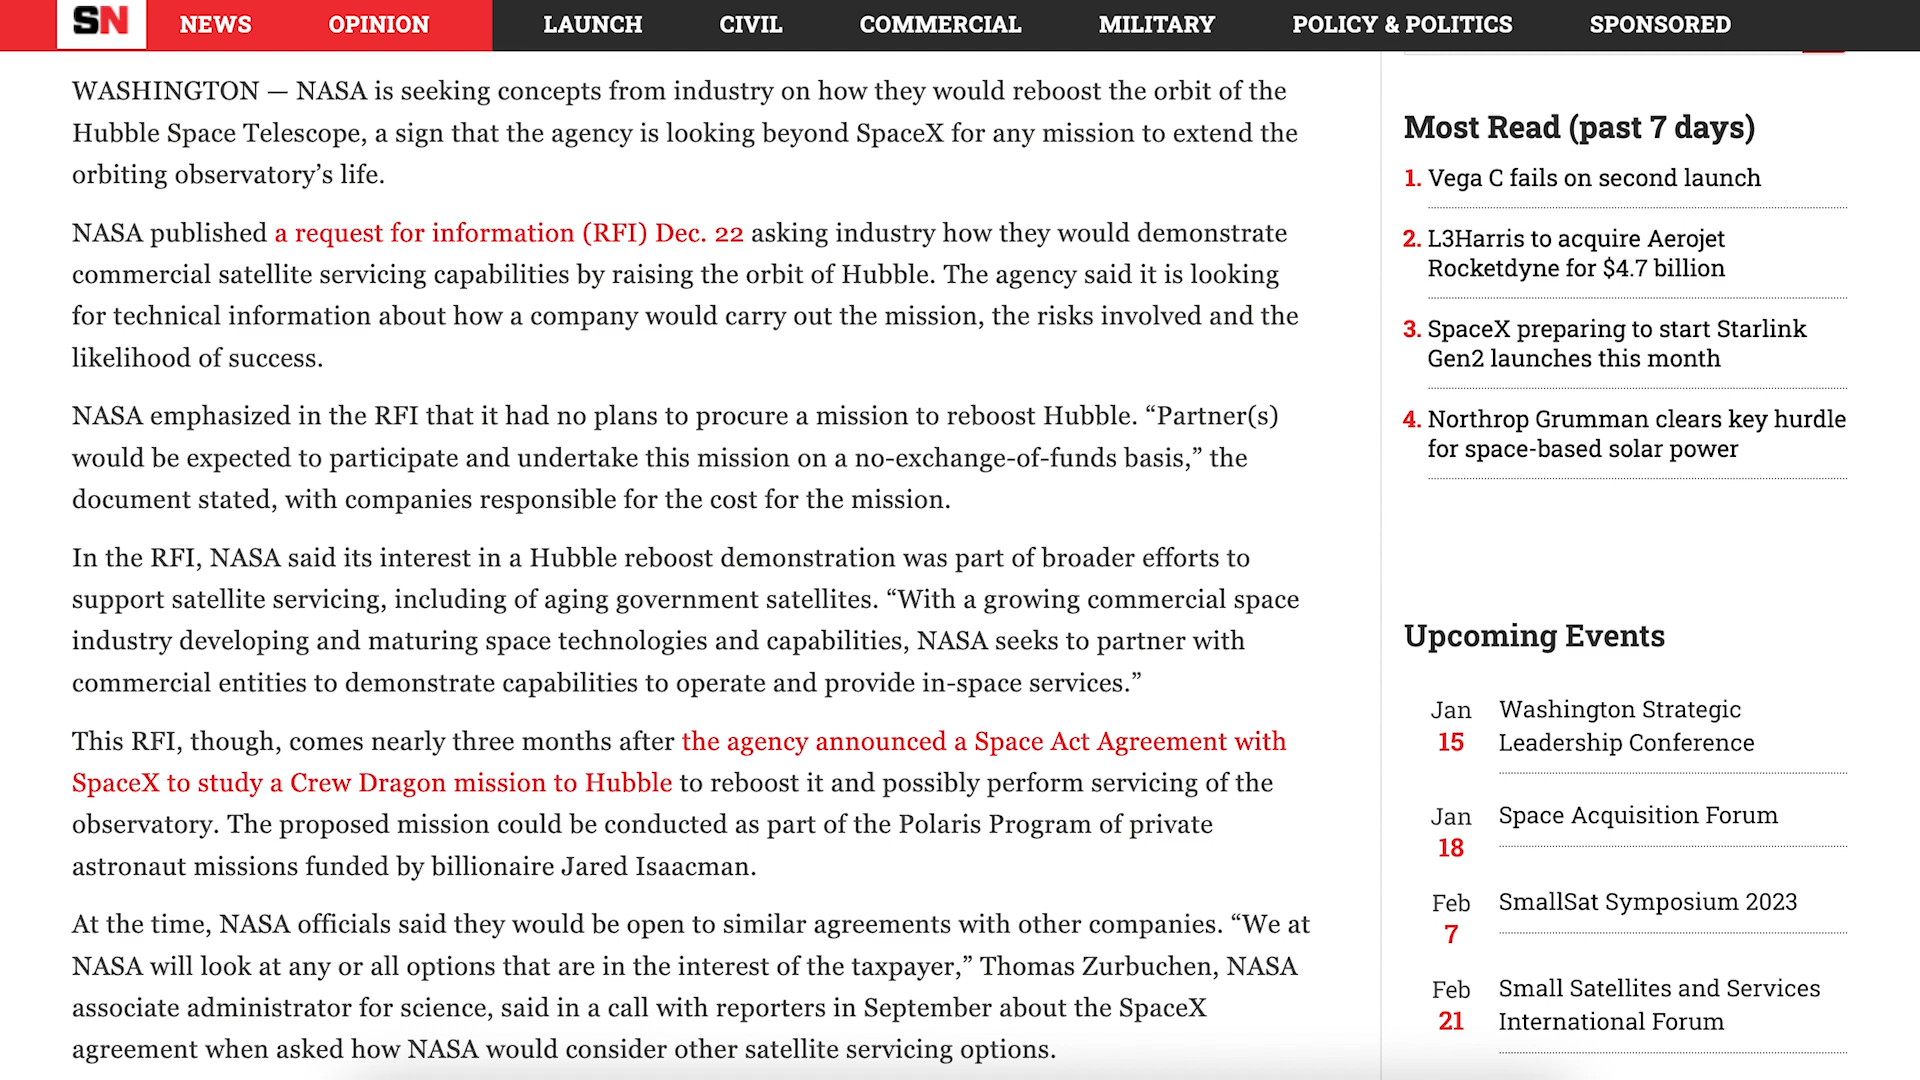 SN NEWS OPINION LAUNCH CIVIL COMMERCIAL MILITARY POLICY & POLITICS SPONSORED
WASHINGTON — NASA is seeking concepts from industry on how they would reboost the orbit of the
Hubble Space Telescope, a sign that the agency is looking beyond SpaceX for any mission to extend the
orbiting observatory’s life.
NASA published a request for information (RFI) Dec. 22 asking industry how they would demonstrate
commercial satellite servicing capabilities by raising the orbit of Hubble. The agency said it is looking
for technical information about how a company would carry out the mission, the risks involved and the
likelihood of success.
NASA emphasized in the RFI that it had no plans to procure a mission to reboost Hubble. “Partner(s)
would be expected to participate and undertake this mission on a no-exchange-of-funds basis,” the
document stated, with companies responsible for the cost for the mission.
In the RFI, NASA said its interest in a Hubble reboost demonstration was part of broader efforts to
support satellite servicing, including of aging government satellites. “With a growing commercial space
industry developing and maturing space technologies and capabilities, NASA seeks to partner with
commercial entities to demonstrate capabilities to operate and provide in-space services.”
This RFI, though, comes nearly three months after the agency announced a Space Act Agreement with
SpaceX to study a Crew Dragon mission to Hubble to reboost it and possibly perform servicing of the
observatory. The proposed mission could be conducted as part of the Polaris Program of private
astronaut missions funded by billionaire Jared Isaacman.
At the time, NASA officials said they would be open to similar agreements with other companies. “We at
NASA will look at any or all options that are in the interest of the taxpayer,” Thomas Zurbuchen, NASA
associate administrator for science, said in a call with reporters in September about the SpaceX
agreement when asked how NASA would consider other satellite servicing options.
Most Read (past 7 days)
1. Vega C fails on second launch
2. L3Harris to acquire Aerojet
Rocketdyne for $4.7 billion
3. SpaceX preparing to start Starlink
Gen2 launches this month
4. Northrop Grumman clears key hurdle
for space-based solar power
Upcoming Events
Jan Washington Strategic
15 Leadership Conference
Jan Space Acquisition Forum
18
Feb SmallSat Symposium 2023
7
Feb Small Satellites and Services
21 International Forum